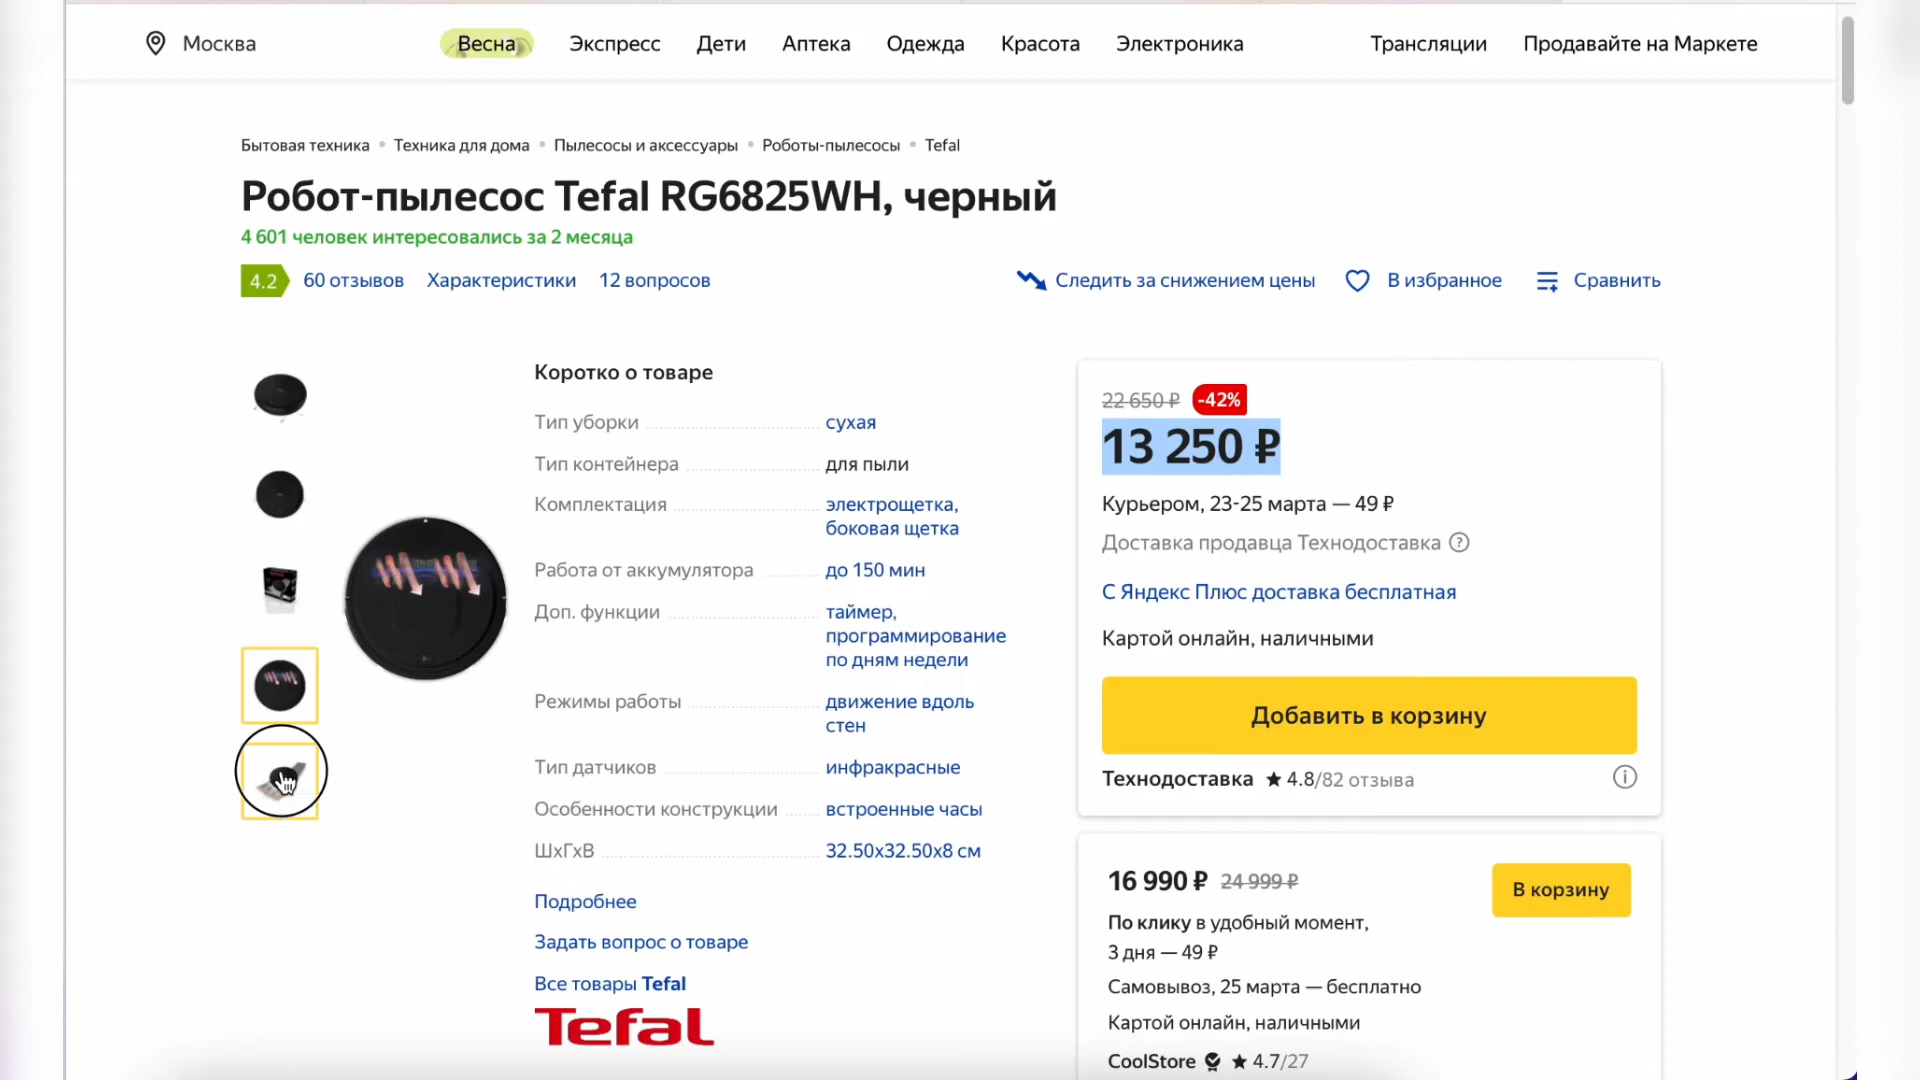 Москва
Весна
Экспресс
Дети
Аптека
Одежда
Красота
Электроника
Трансляции
Продавайте на Маркете
Бытовая техника • Техника для дома • Пылесосы и аксессуары • Роботы-пылесосы • Tefal
Робот-пылесос Tefal RG6825WH, черный
4 601 человек интересовались за 2 месяца
4.2 60 отзывов Характеристики 12 вопросов
Следить за снижением цены В избранное Сравнить
Коротко о товаре
Тип уборки сухая
Тип контейнера для пыли
Комплектация электрощетка,
боковая щетка
Работа от аккумулятора до 150 мин
Доп. функции таймер,
программирование
по дням недели
Режимы работы движение вдоль
стен
Тип датчиков инфракрасные
Особенности конструкции встроенные часы
ШхГхВ 32.50x32.50x8 см
Подробнее
Задать вопрос о товаре
Все товары Tefal
Tefal
22 650 ₽ -42%
13 250 ₽
Курьером, 23-25 марта — 49 ₽
Доставка продавца Технодоставка ?
С Яндекс Плюс доставка бесплатная
Картой онлайн, наличными
Добавить в корзину
Технодоставка ★ 4.8/82 отзыва
16 990 ₽ 24 999 ₽
В корзину
По клику в удобный момент,
3 дня — 49 ₽
Самовывоз, 25 марта — бесплатно
Картой онлайн, наличными
CoolStore ★ 4.7/27